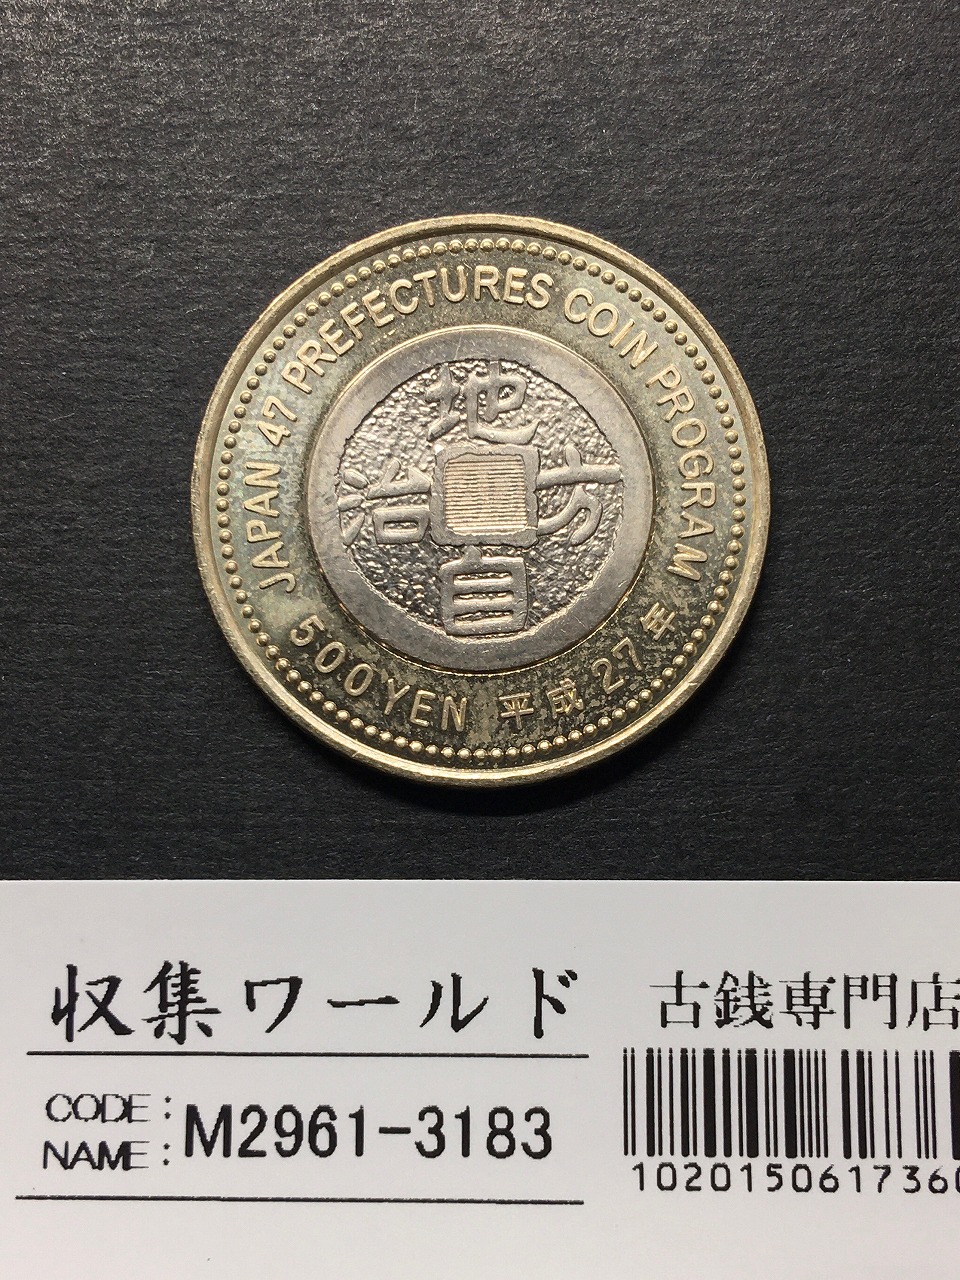 JAPAN 47 PREFECTURES COIN PROGRAM
地方自治
500YEN 平成27年
収集ワールド
古銭専門店
CODE:
NAME:
M2961-3183
102015061736